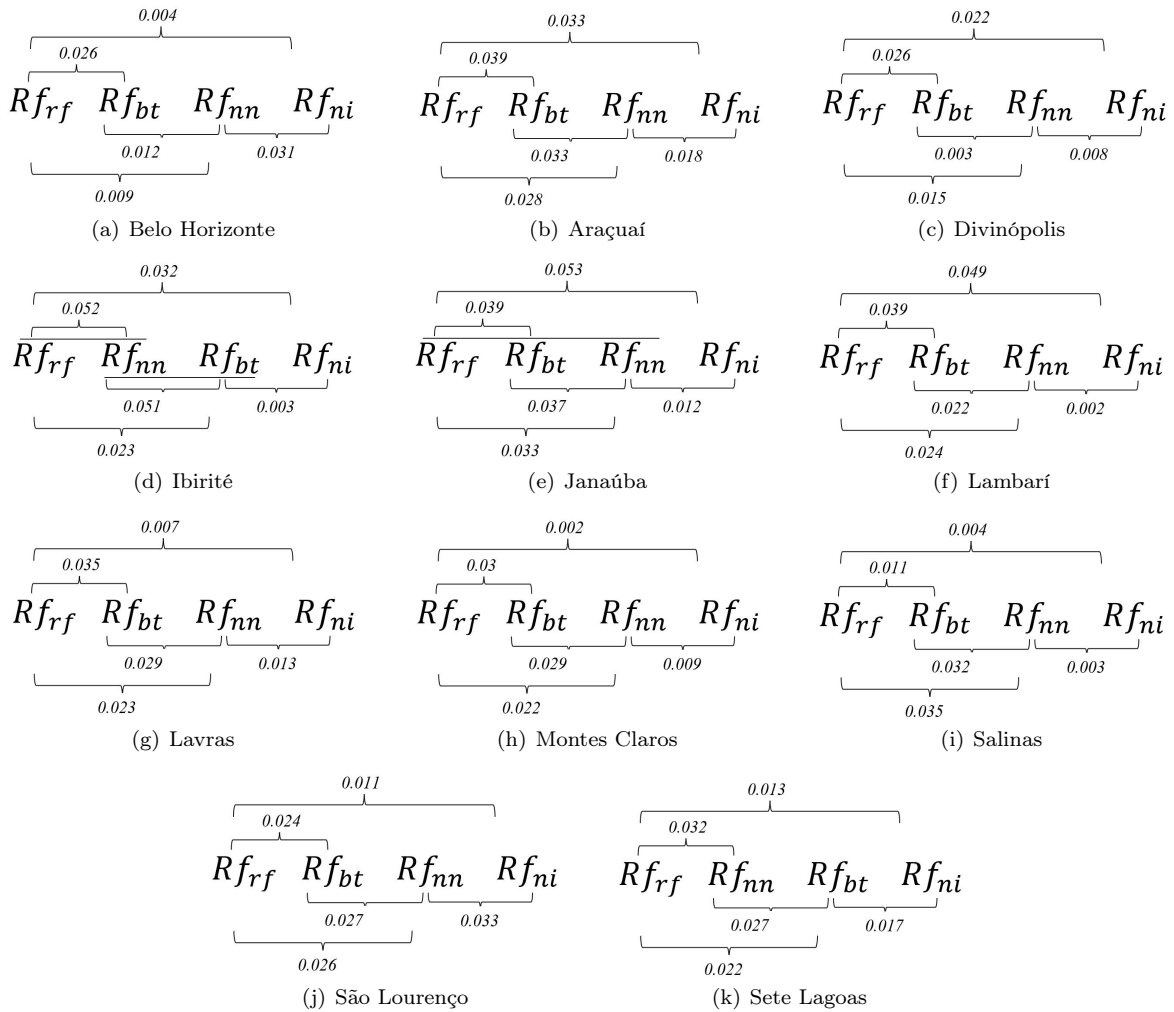 0.004
0.026
Rf_rf Rf_bt Rf_nn Rf_ni
0.012 0.031
0.009
(a) Belo Horizonte
0.033
0.039
Rf_rf Rf_bt Rf_nn Rf_ni
0.033 0.018
0.028
(b) Araçuaí
0.022
0.026
Rf_rf Rf_bt Rf_nn Rf_ni
0.003 0.008
0.015
(c) Divinópolis
0.032
0.052
Rf_rf Rf_nn Rf_bt Rf_ni
0.051 0.003
0.023
(d) Ibirité
0.053
0.039
Rf_rf Rf_bt Rf_nn Rf_ni
0.037 0.012
0.033
(e) Janaúba
0.049
0.039
Rf_rf Rf_bt Rf_nn Rf_ni
0.022 0.002
0.024
(f) Lambarí
0.007
0.035
Rf_rf Rf_bt Rf_nn Rf_ni
0.029 0.013
0.023
(g) Lavras
0.002
0.03
Rf_rf Rf_bt Rf_nn Rf_ni
0.029 0.009
0.022
(h) Montes Claros
0.004
0.011
Rf_rf Rf_bt Rf_nn Rf_ni
0.032 0.003
0.035
(i) Salinas
0.011
0.024
Rf_rf Rf_bt Rf_nn Rf_ni
0.027 0.033
0.026
(j) São Lourenço
0.013
0.032
Rf_rf Rf_nn Rf_bt Rf_ni
0.027 0.017
0.022
(k) Sete Lagoas